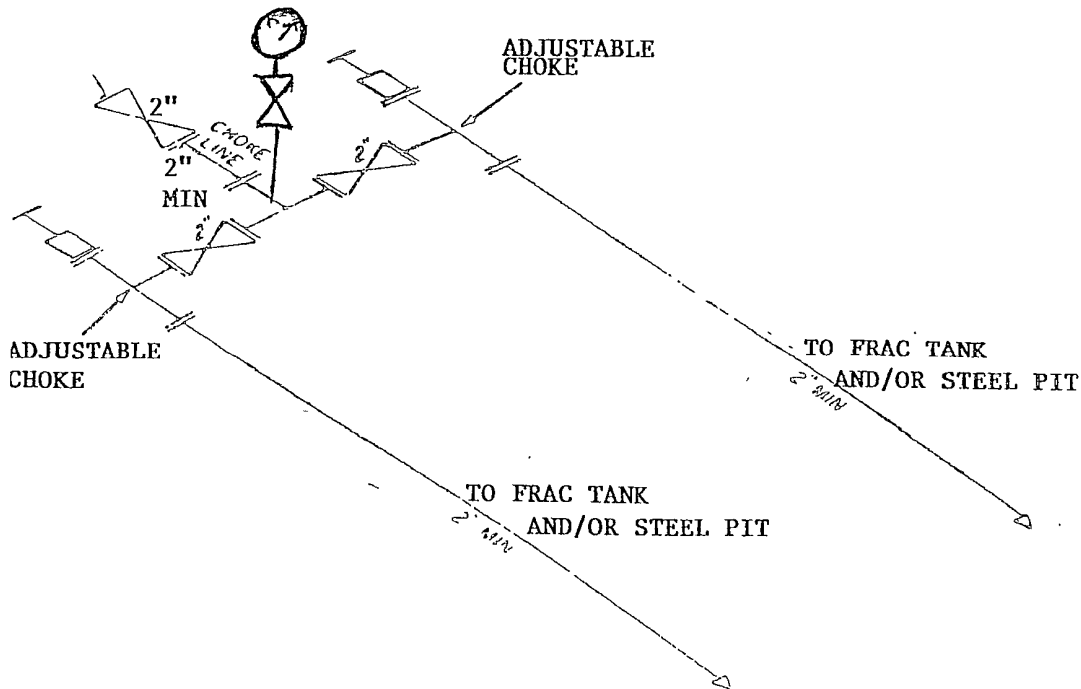 ADJUSTABLE
CHOKE
2"
CHOKE
LINE
2"
2"
MIN
2"
ADJUSTABLE
CHOKE
TO FRAC TANK
AND/OR STEEL PIT
2" MIN
TO FRAC TANK
AND/OR STEEL PIT
2" MIN